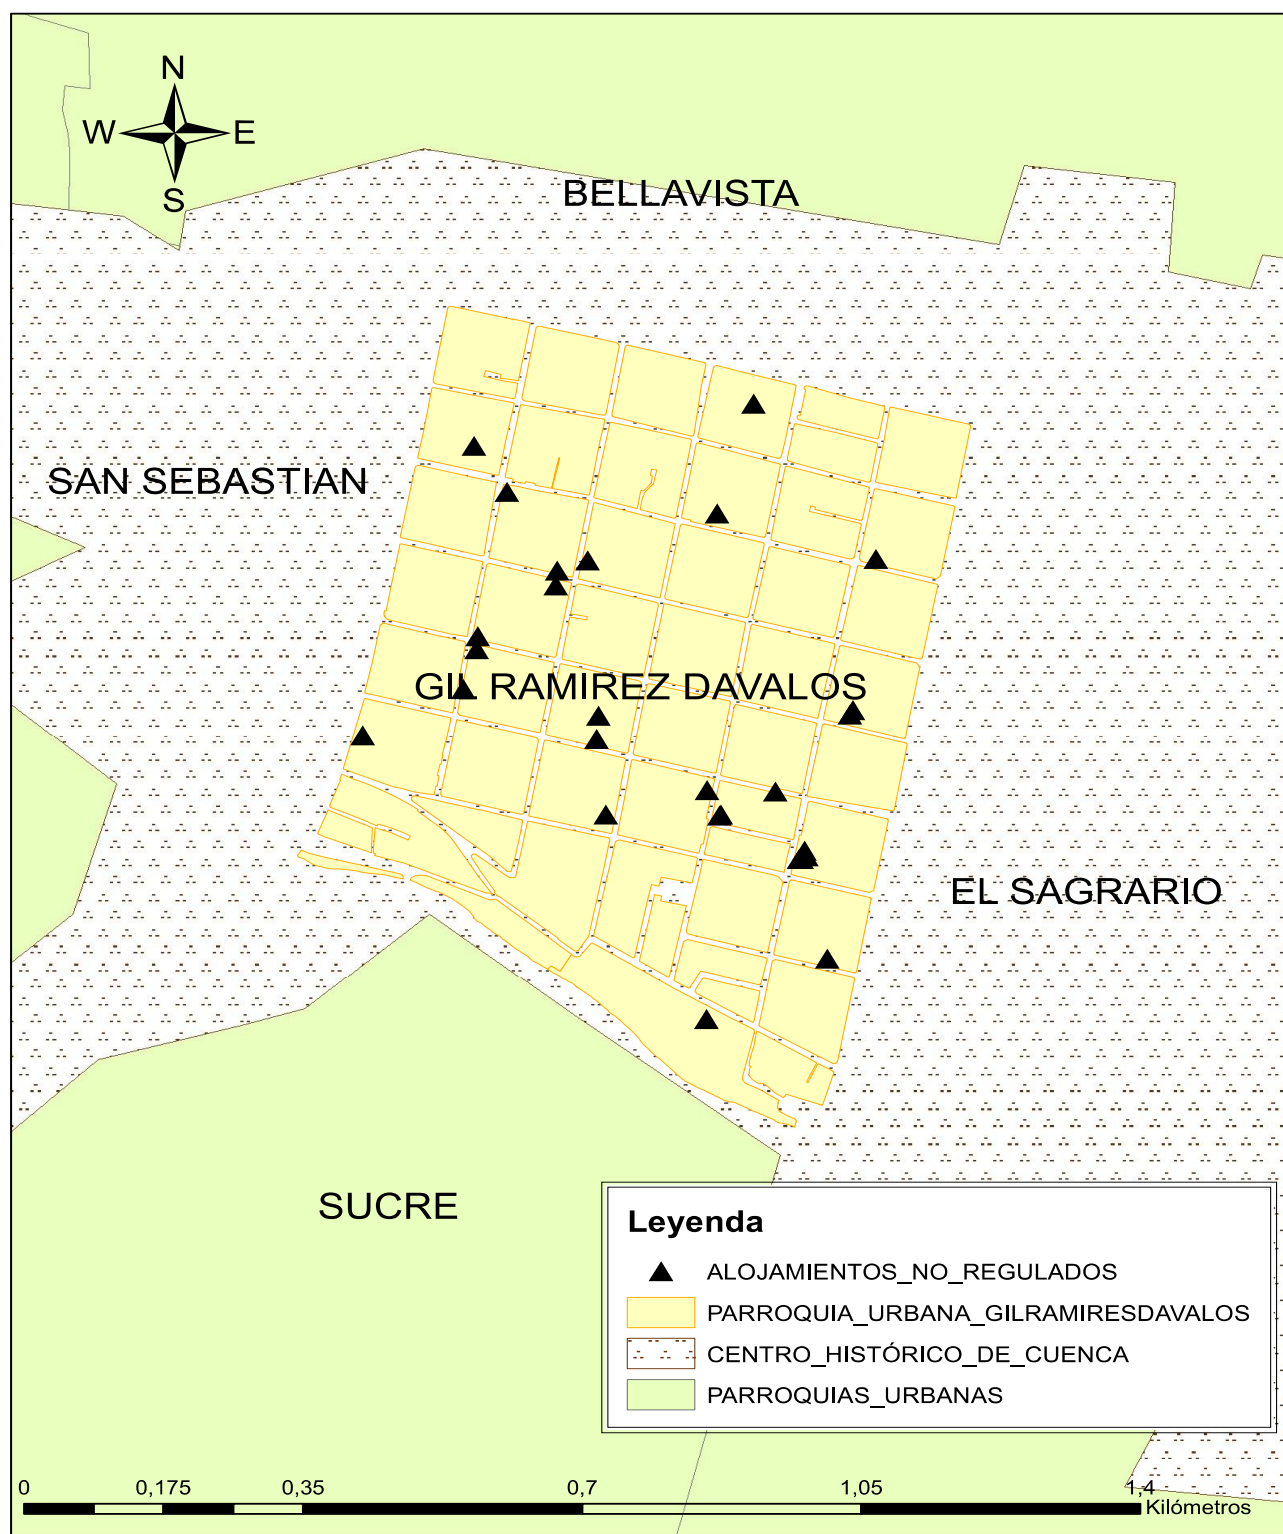 N
W E
S
BELLAVISTA
SAN SEBASTIAN
GIL RAMIREZ DAVALOS
EL SAGRARIO
SUCRE
Leyenda
ALOJAMIENTOS_NO_REGULADOS
PARROQUIA_URBANA_GILRAMIRESDAVALOS
CENTRO_HISTÓRICO_DE_CUENCA
PARROQUIAS_URBANAS
0 0,175 0,35 0,7 1,05 1,4
Kilómetros